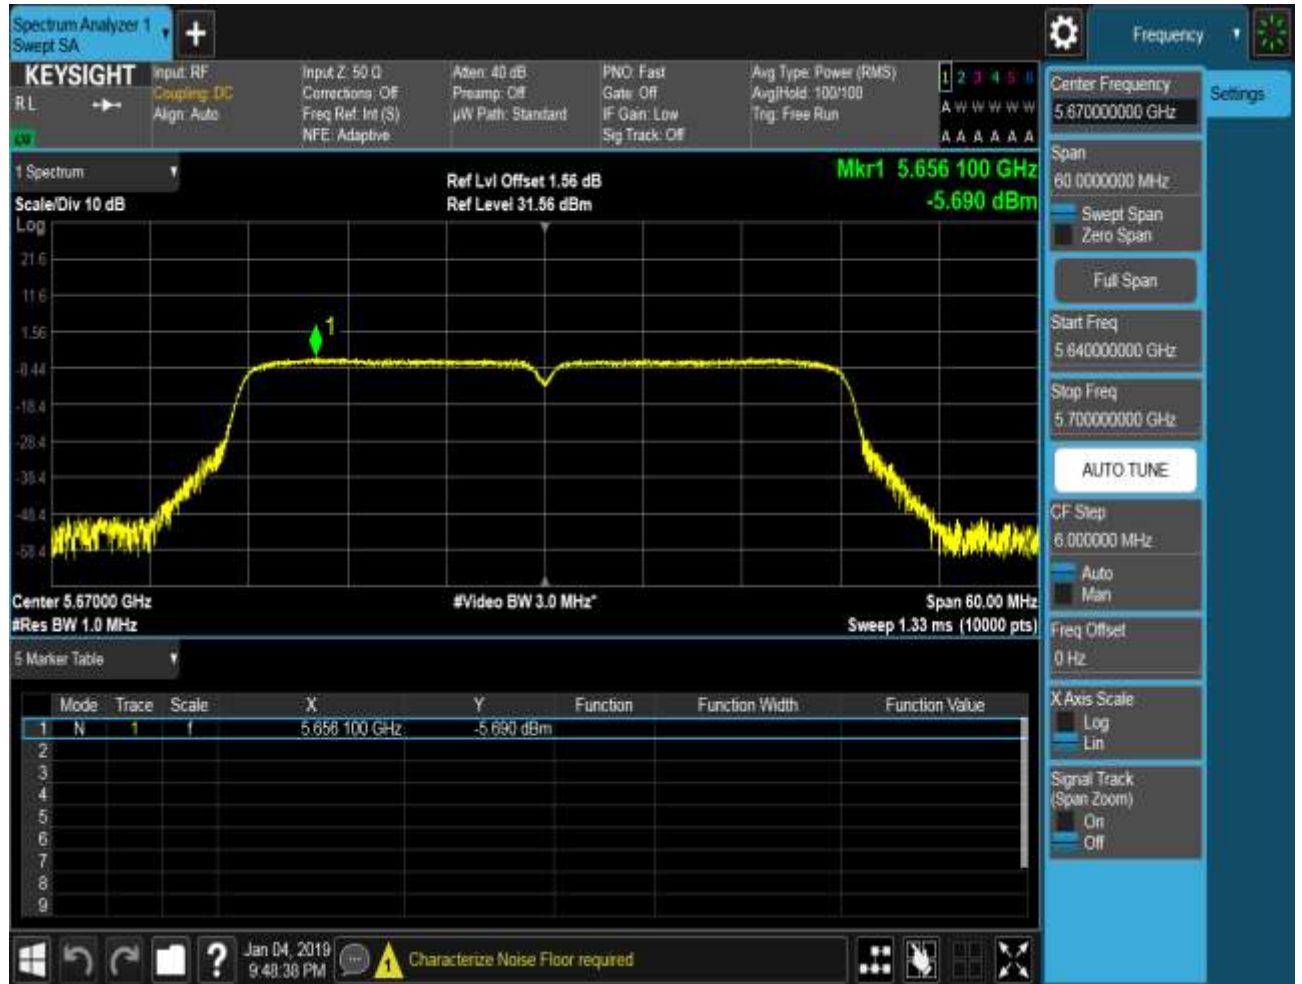 Spectrum Analyzer 1
Swept SA
Frequency
KEYSIGHT
R L
Input: RF
Coupling: DC
Align: Auto
Input Z: 50 Ω
Corrections: Off
Freq Ref: Int (S)
NFE: Adaptive
Atten: 40 dB
Preamp: Off
µW Path: Standard
PNO: Fast
Gate: Off
IF Gain: Low
Sig Track: Off
Avg Type: Power (RMS)
Avg|Hold: 100/100
Trig: Free Run
1 2 3 4 5 6
A W W W W W
A A A A A A
1 Spectrum
Scale/Div 10 dB
Log
Ref Lvl Offset 1.56 dB
Ref Level 31.56 dBm
Mkr1 5.656 100 GHz
-5.690 dBm
21.6
11.6
1.56
-8.44
-18.4
-28.4
-38.4
-48.4
-58.4
1
Center 5.67000 GHz
#Res BW 1.0 MHz
#Video BW 3.0 MHz*
Span 60.00 MHz
Sweep 1.33 ms (10000 pts)
5 Marker Table
Mode Trace Scale X Y Function Function Width Function Value
1 N 1 f 5.656 100 GHz -5.690 dBm
2
3
4
5
6
7
8
9
Jan 04, 2019
9:48:38 PM
?
1
Characterize Noise Floor required
Center Frequency
5.670000000 GHz
Settings
Span
60.0000000 MHz
Swept Span
Zero Span
Full Span
Start Freq
5.640000000 GHz
Stop Freq
5.700000000 GHz
AUTO TUNE
CF Step
6.000000 MHz
Auto
Man
Freq Offset
0 Hz
X Axis Scale
Log
Lin
Signal Track
(Span Zoom)
On
Off